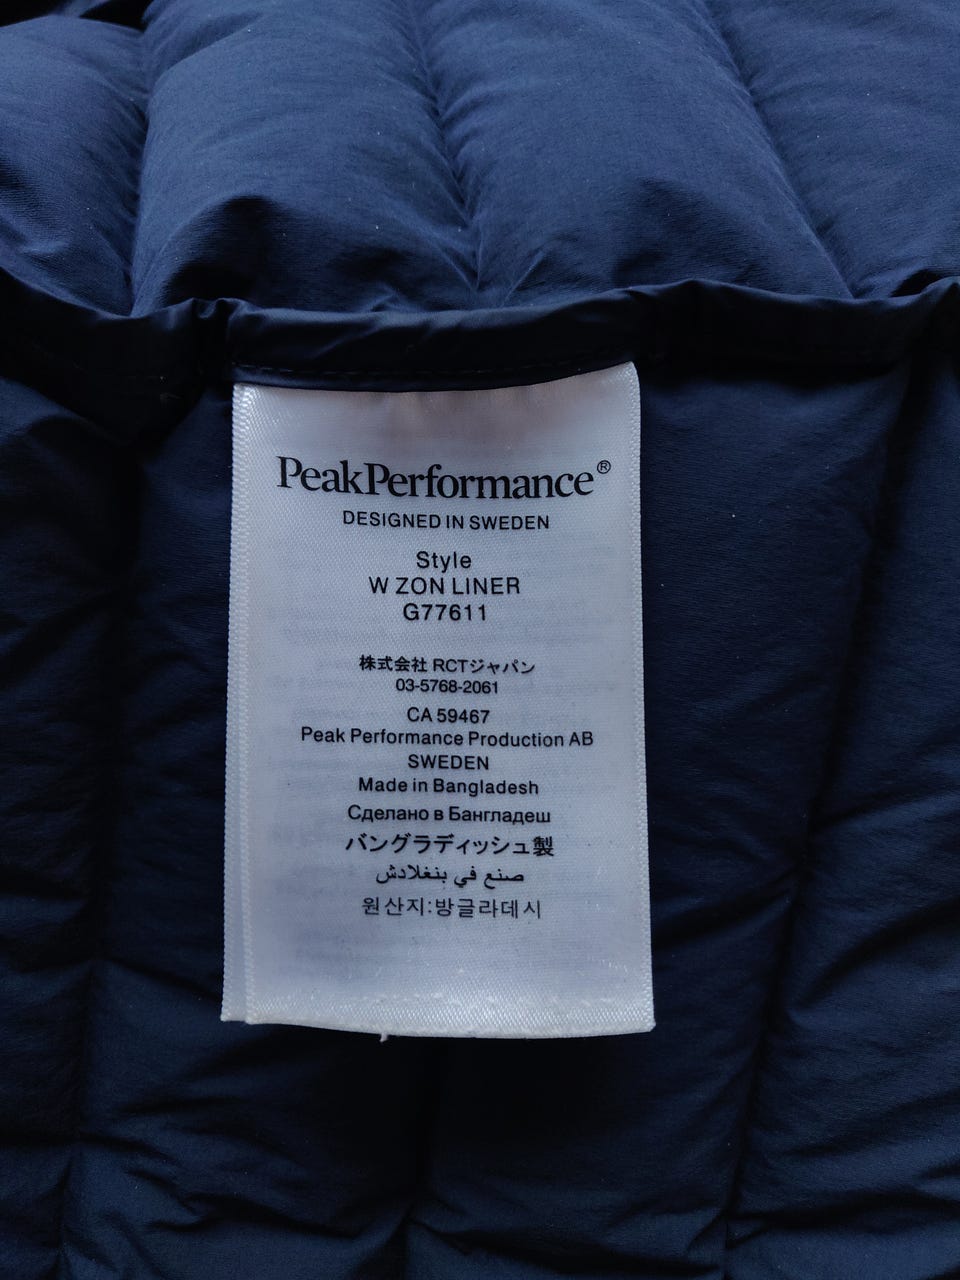 PeakPerformance®
DESIGNED IN SWEDEN
Style
W ZON LINER
G77611
株式会社 RCTジャパン
03-5768-2061
CA 59467
Peak Performance Production AB
SWEDEN
Made in Bangladesh
Сделано в Бангладеш
バングラディッシュ製
صنع في بنغلادش
원산지:방글라데시